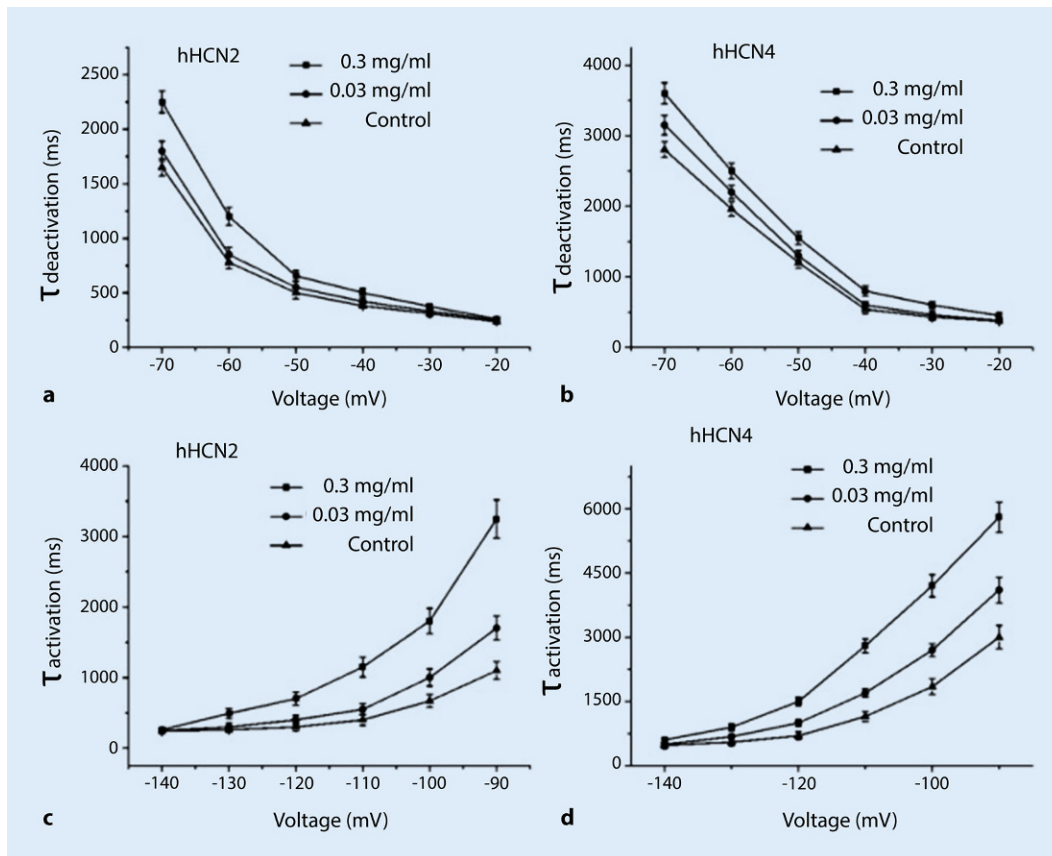 hHCN2
0.3 mg/ml
0.03 mg/ml
Control
2500
2000
1500
1000
500
0
τ deactivation (ms)
-70 -60 -50 -40 -30 -20
a
Voltage (mV)
hHCN4
0.3 mg/ml
0.03 mg/ml
Control
4000
3000
2000
1000
0
τ deactivation (ms)
-70 -60 -50 -40 -30 -20
b
Voltage (mV)
hHCN2
0.3 mg/ml
0.03 mg/ml
Control
4000
3000
2000
1000
0
τ activation (ms)
-140 -130 -120 -110 -100 -90
c
Voltage (mV)
hHCN4
0.3 mg/ml
0.03 mg/ml
Control
6000
4500
3000
1500
0
τ activation (ms)
-140 -120 -100
d
Voltage (mV)